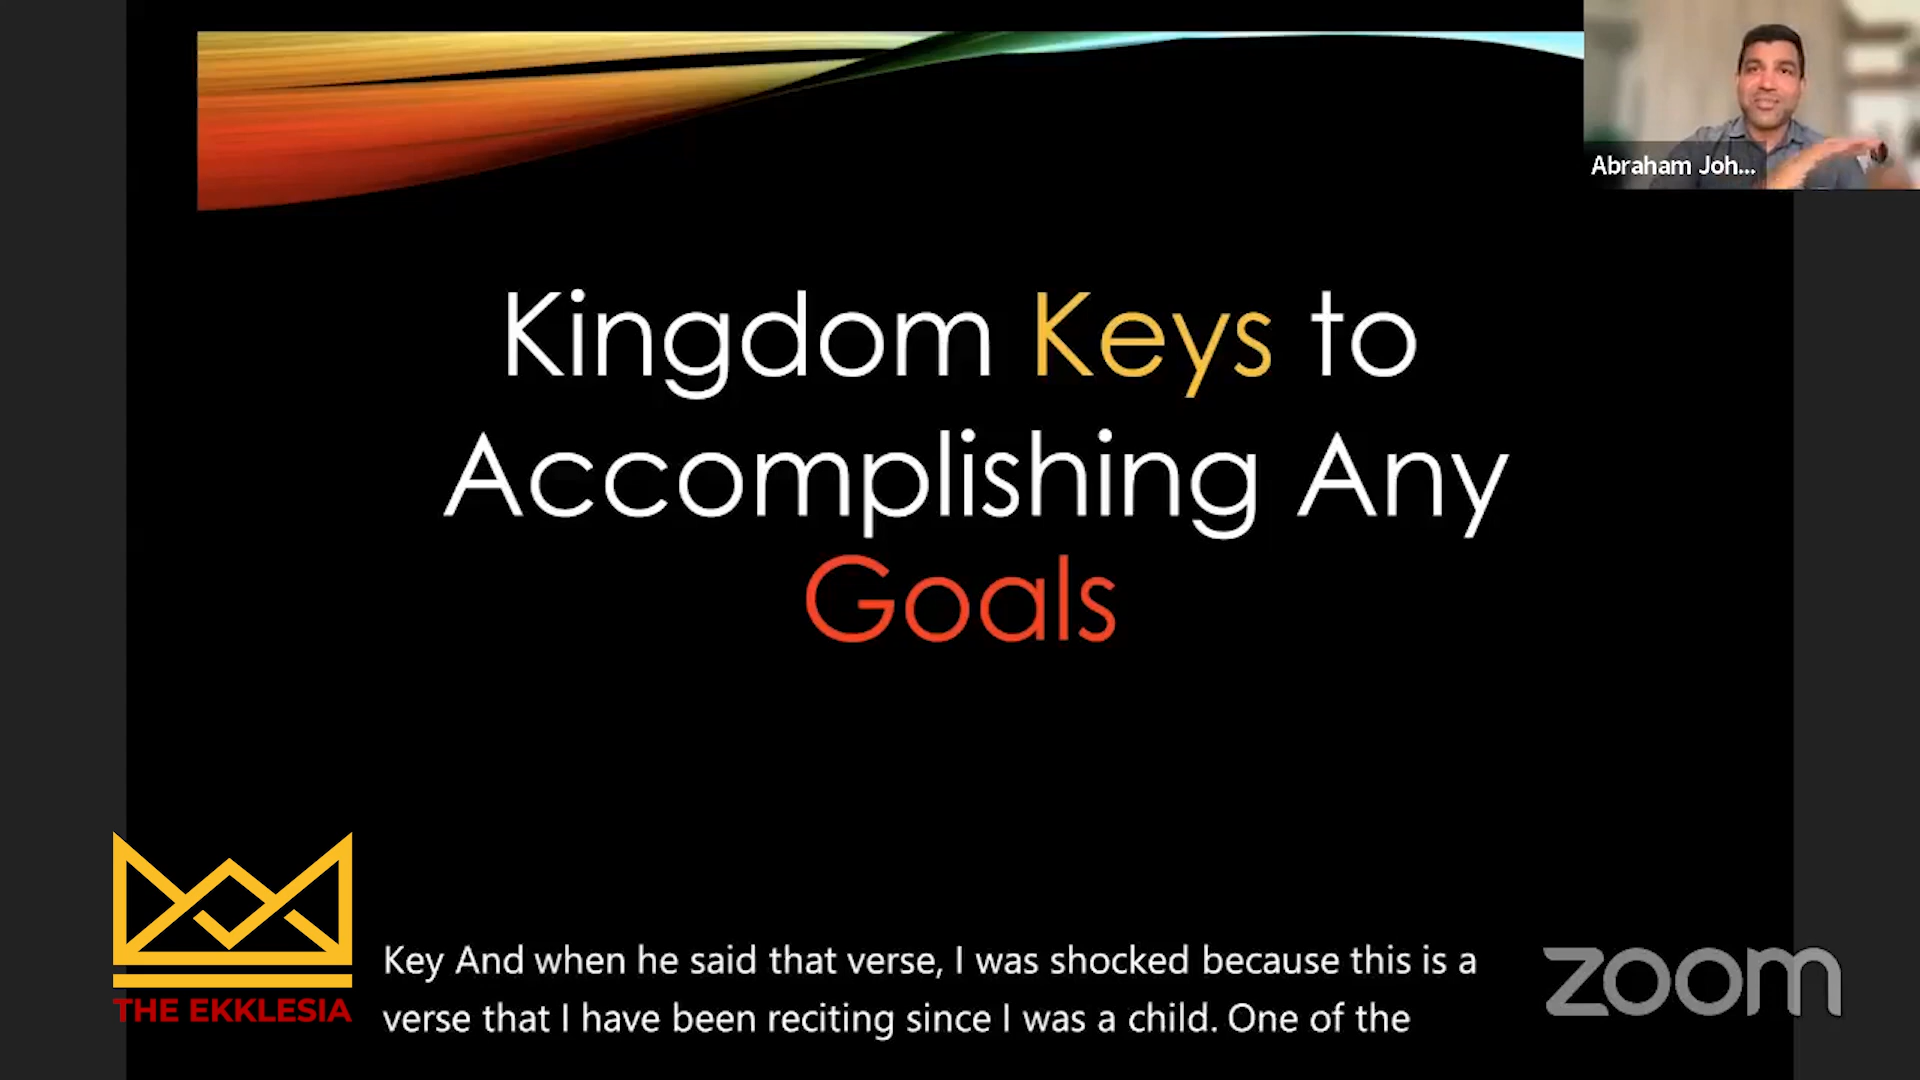 Abraham Joh...
Kingdom Keys to
Accomplishing Any
Goals
THE EKKLESIA
Key And when he said that verse, I was shocked because this is a
verse that I have been reciting since I was a child. One of the
zoom